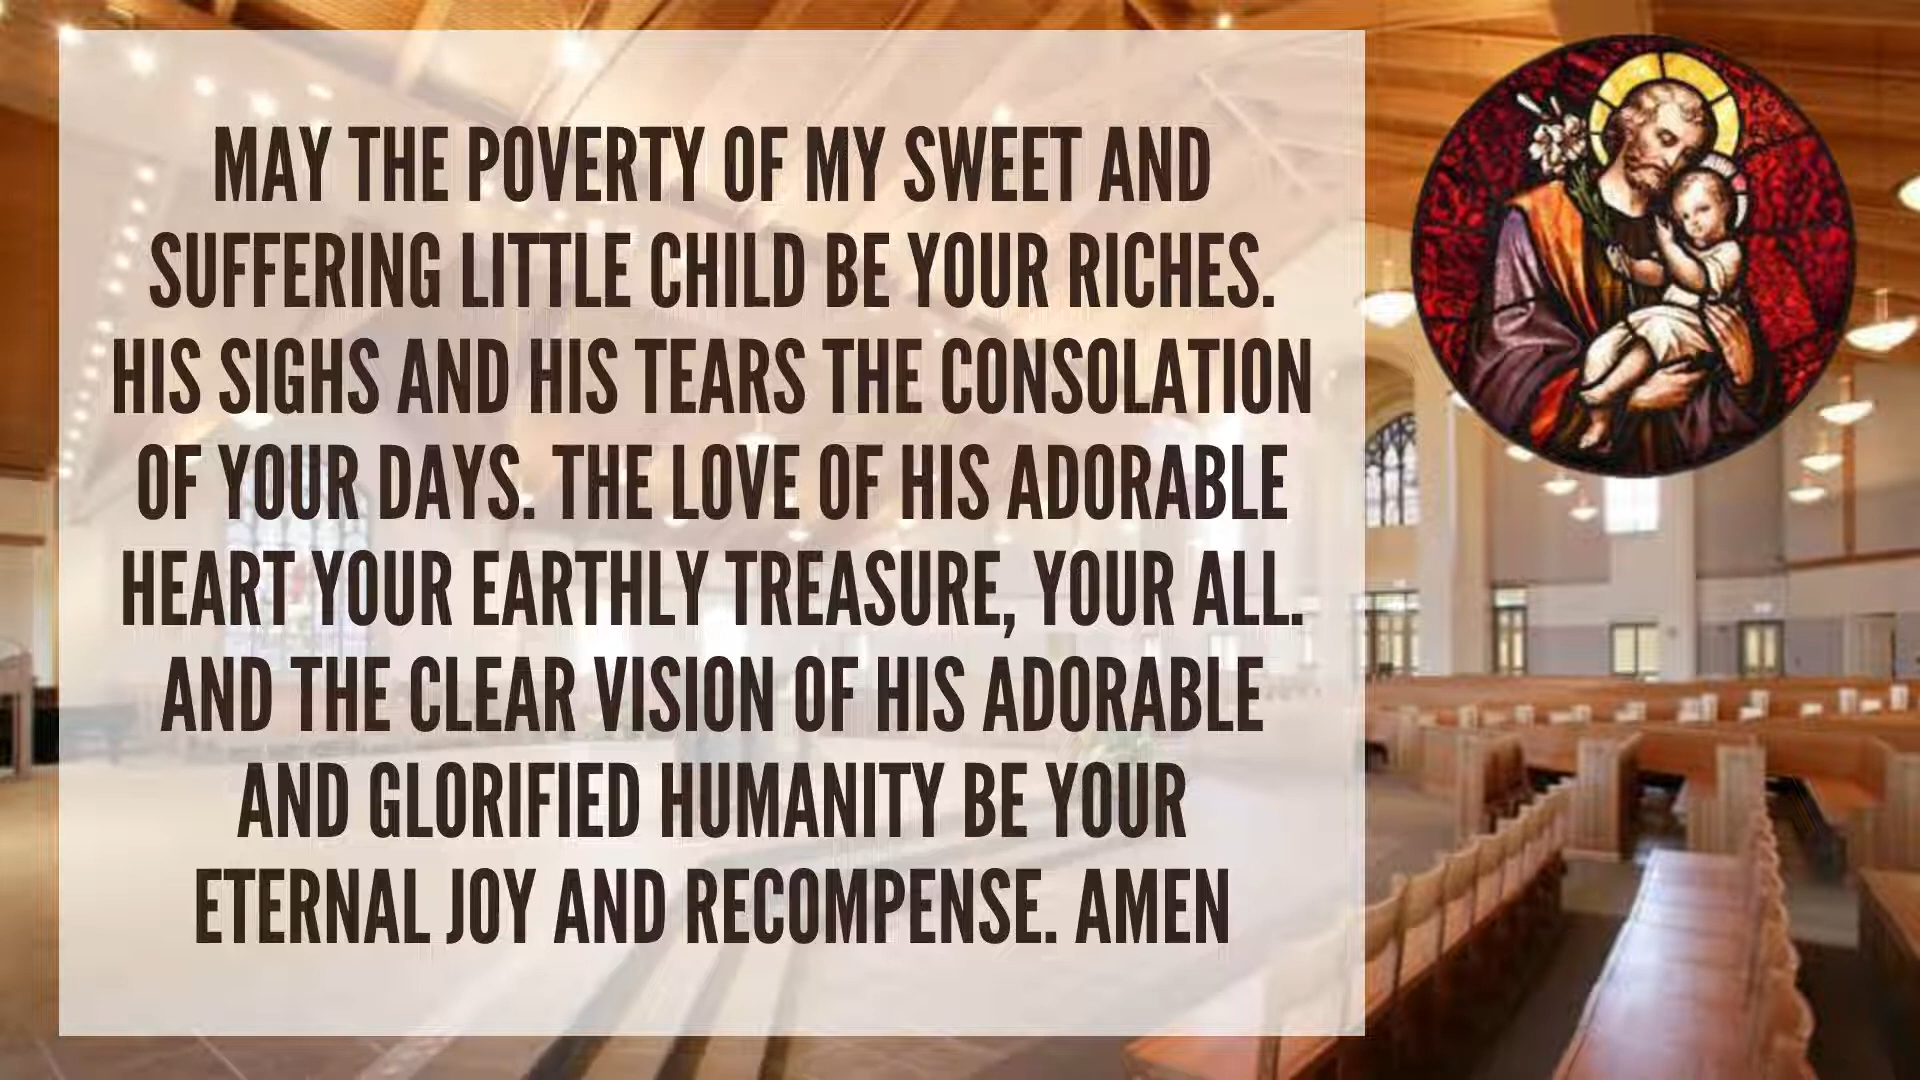 MAY THE POVERTY OF MY SWEET AND
SUFFERING LITTLE CHILD BE YOUR RICHES.
HIS SIGHS AND HIS TEARS THE CONSOLATION
OF YOUR DAYS. THE LOVE OF HIS ADORABLE
HEART YOUR EARTHLY TREASURE, YOUR ALL.
AND THE CLEAR VISION OF HIS ADORABLE
AND GLORIFIED HUMANITY BE YOUR
ETERNAL JOY AND RECOMPENSE. AMEN